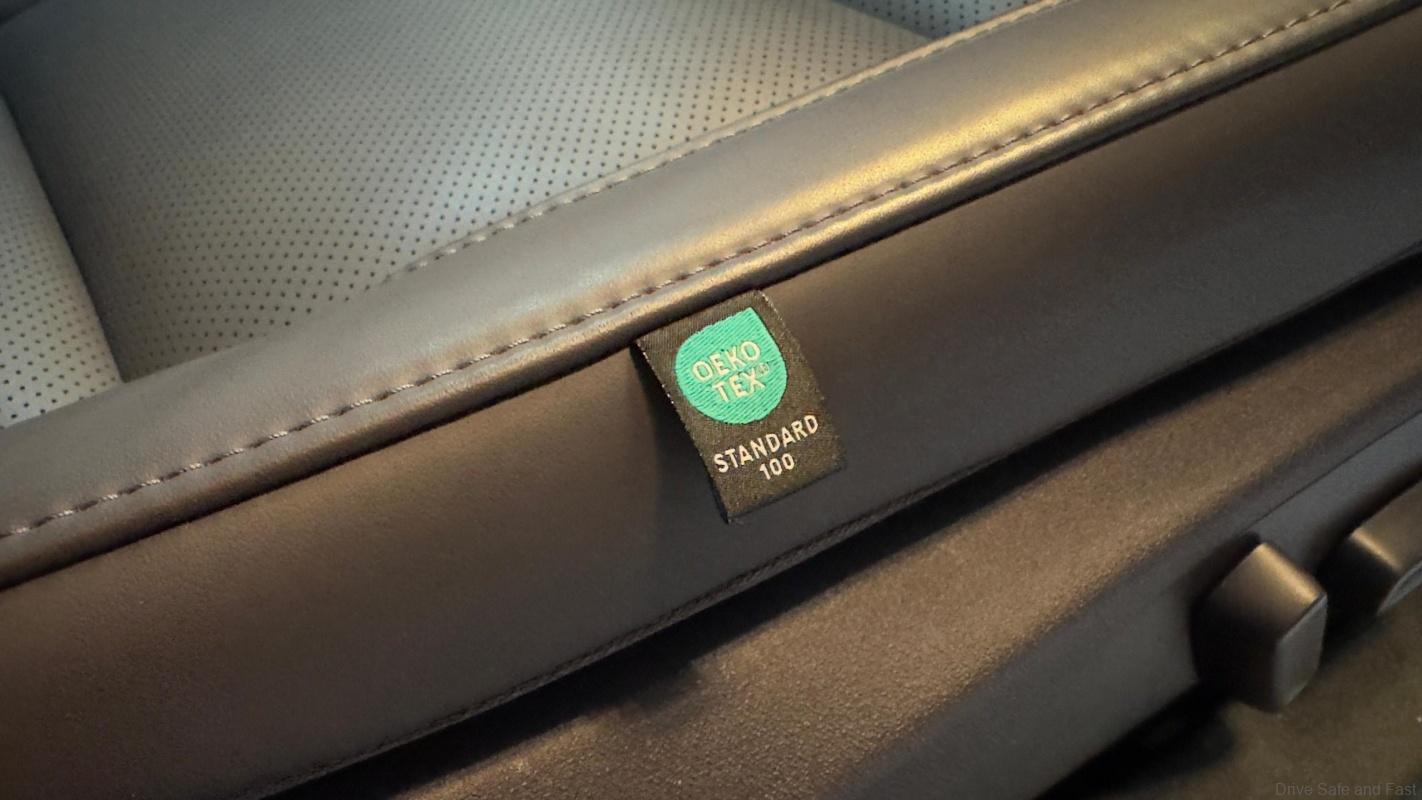 OEKO
TEX®
STANDARD
100
Drive Safe and Fast